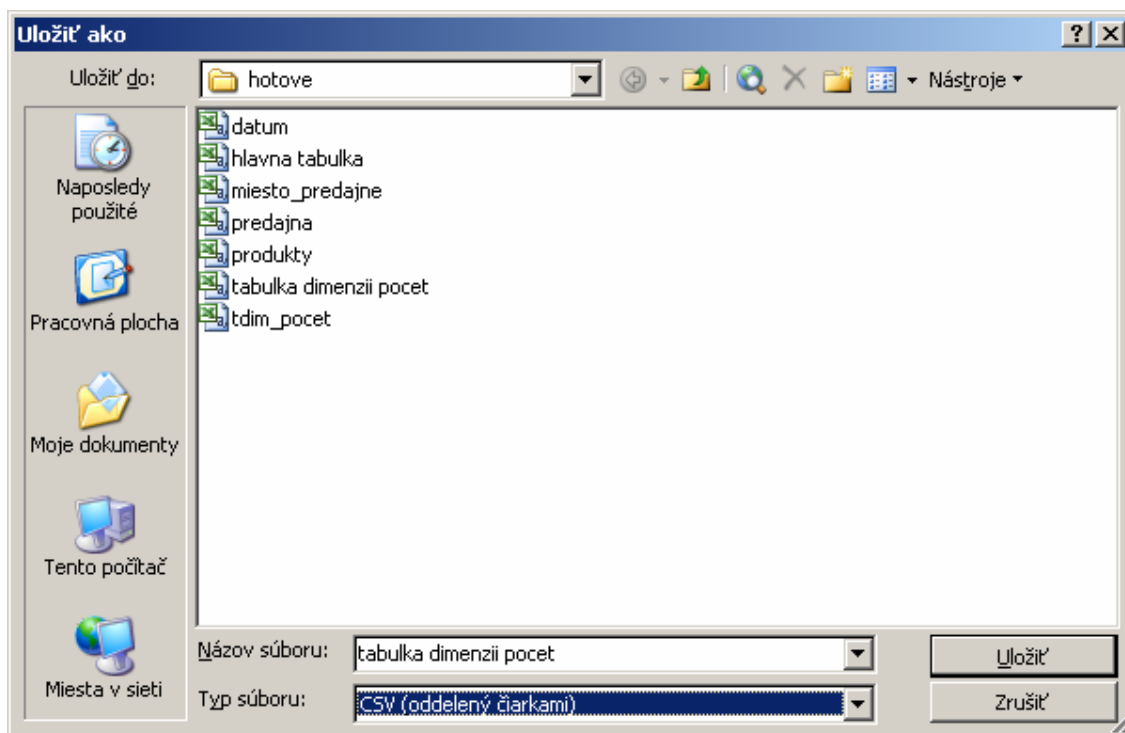 Uložiť ako
Uložiť do:
hotove
Nástroje
Naposledy
použité
Pracovná plocha
Moje dokumenty
Tento počítač
Miesta v sieti
datum
hlavna tabulka
miesto_predajne
predajna
produkty
tabulka dimenzii pocet
tdim_pocet
Názov súboru:
tabulka dimenzii pocet
Uložiť
Typ súboru:
CSV (oddelený čiarkami)
Zrušiť